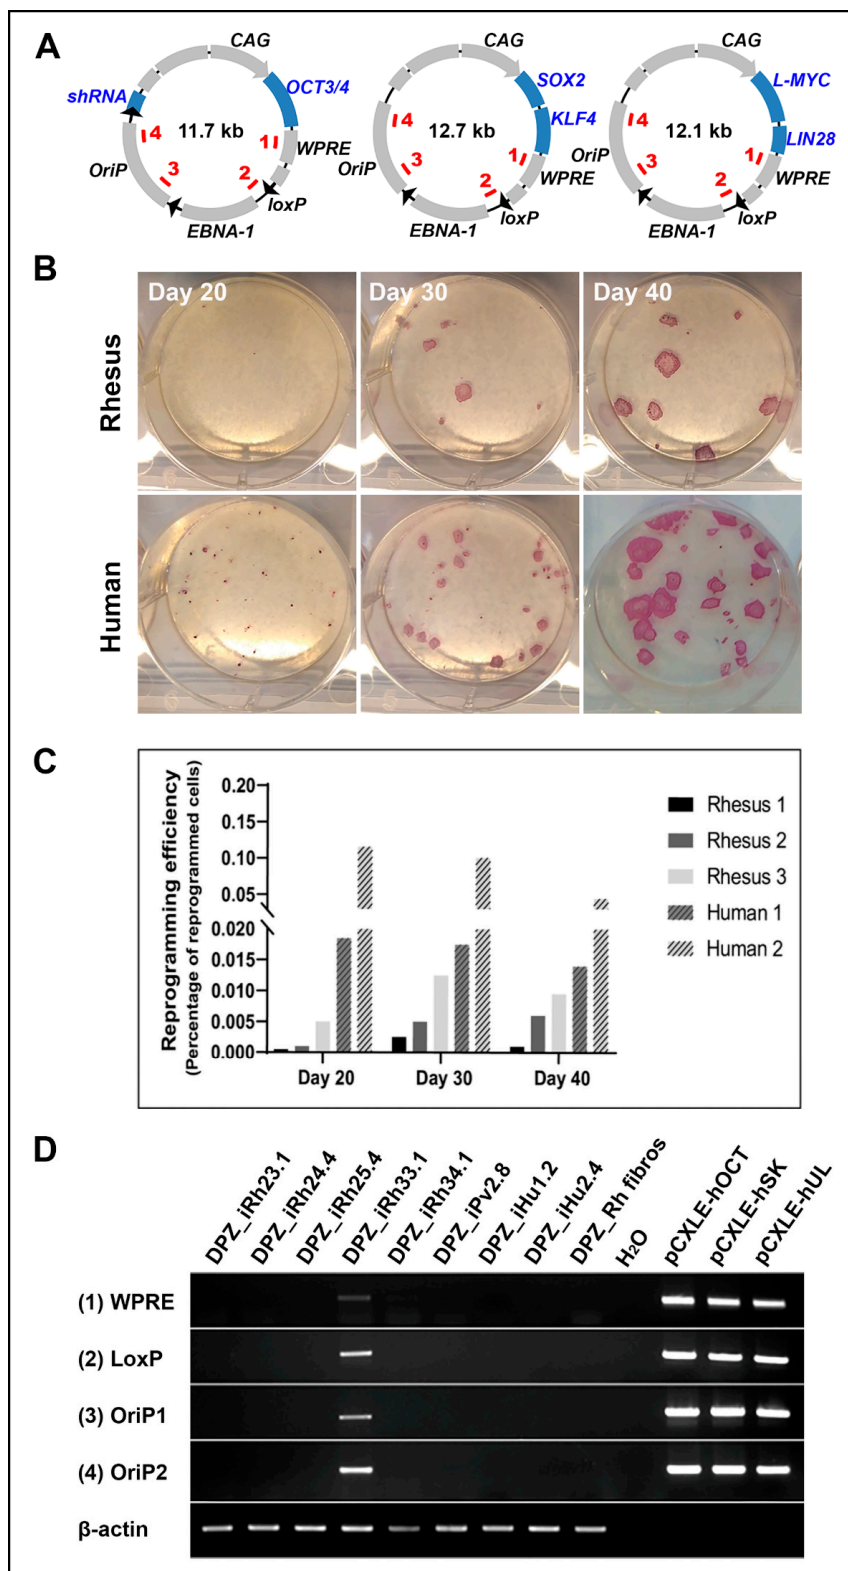 A
CAG
OCT3/4
shRNA
4
11.7 kb
1
WPRE
OriP
3
2
loxP
EBNA-1
CAG
SOX2
KLF4
4
12.7 kb
1
OriP
3
WPRE
2
loxP
EBNA-1
CAG
L-MYC
LIN28
4
12.1 kb
1
OriP
3
WPRE
2
loxP
EBNA-1
B
Day 20
Day 30
Day 40
Rhesus
Human
C
Reprogramming efficiency
(Percentage of reprogrammed cells)
0.20
0.15
0.10
0.05
0.020
0.015
0.010
0.005
0.000
Day 20
Day 30
Day 40
Rhesus 1
Rhesus 2
Rhesus 3
Human 1
Human 2
D
DPZ_iRh23.1
DPZ_iRh24.4
DPZ_iRh25.4
DPZ_iRh33.1
DPZ_iRh34.1
DPZ_iPv2.8
DPZ_iHu1.2
DPZ_iHu2.4
DPZ_Rh fibros
H₂O
pCXLE-hOCT
pCXLE-hSK
pCXLE-hUL
(1) WPRE
(2) LoxP
(3) OriP1
(4) OriP2
β-actin